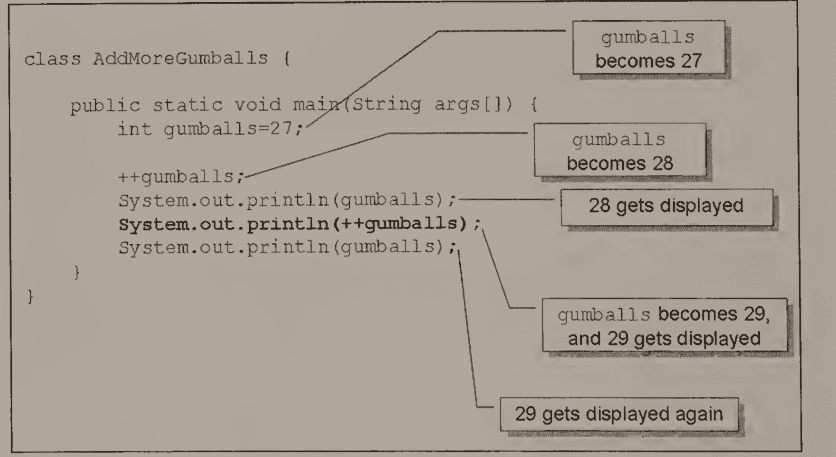 class AddMoreGumballs {
public static void main(String args[]) {
int gumballs=27;
++gumballs;
System.out.println(gumballs);
System.out.println(++gumballs);
System.out.println(gumballs);
}
}
gumballs
becomes 27
gumballs
becomes 28
28 gets displayed
gumballs becomes 29,
and 29 gets displayed
29 gets displayed again